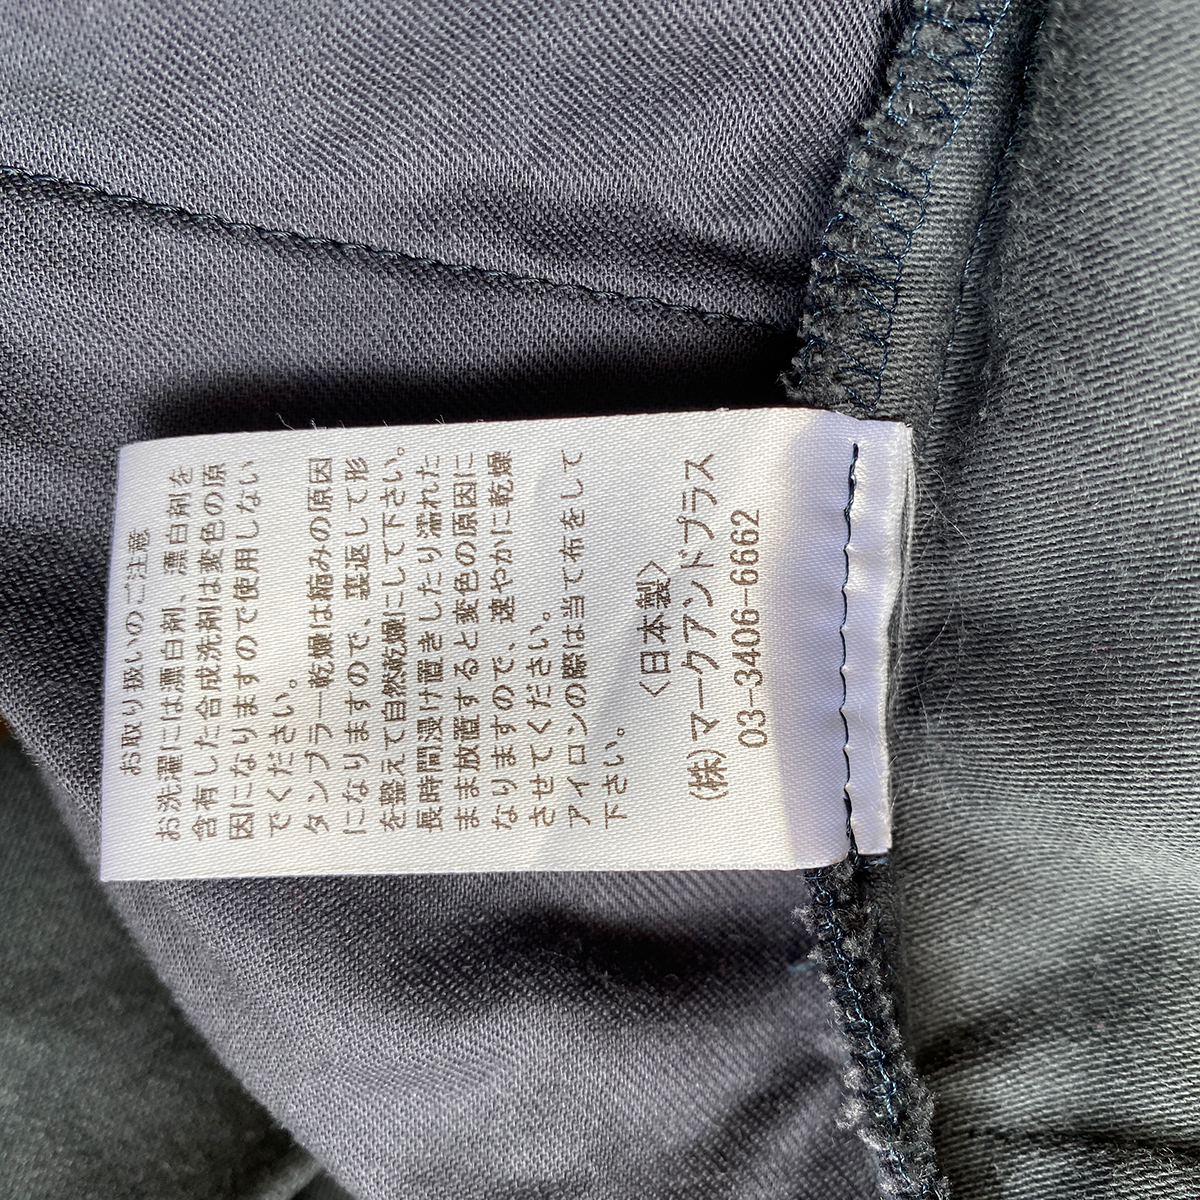 お取り扱いのご注意
お洗濯には漂白剤、漂白剤を
含有した合成洗剤は変色の原
因になりますので使用しない
でください。
タンブラー乾燥は縮みの原因
になりますので、裏返して形
を整えて自然乾燥にして下さい。
長時間浸け置きしたり濡れた
まま放置すると変色の原因に
なりますので、速やかに乾燥
させてください。
アイロンの際は当て布をして
下さい。
<日本製>
(株)マークアンドプラス
03-3406-6662